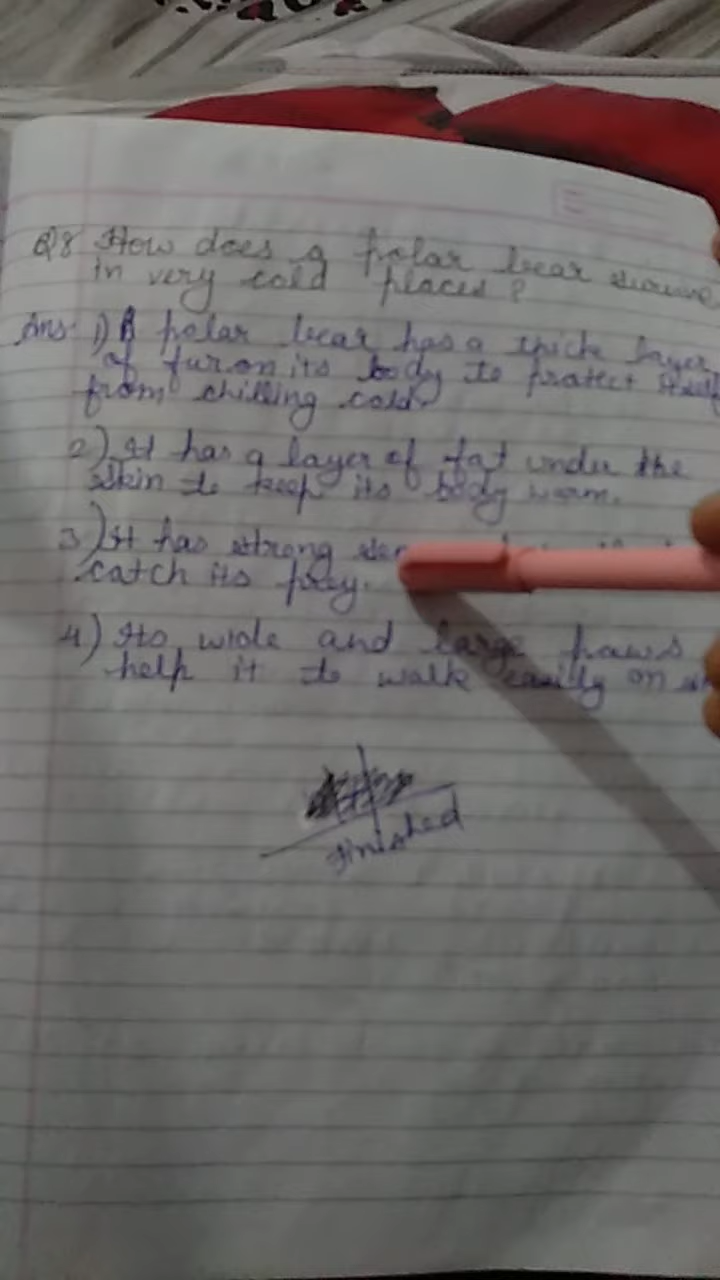 Q8 How does a polar bear survive
in very cold places?
Ans 1) A polar bear has a thick layer
of fur on its body to protect itself
from chilling cold.
2) It has a layer of fat under the
skin to keep its body warm.
3) It has strong
catch its prey.
4) Its wide and large paws
help it to walk easily on
Finished